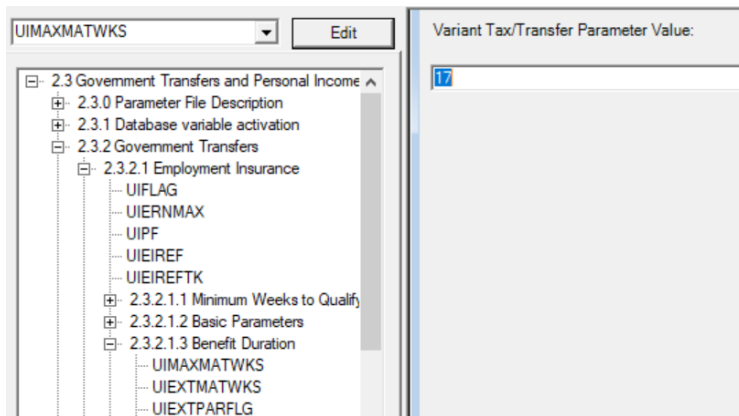 UIMAXMATWKS
Edit
2.3 Government Transfers and Personal Income
2.3.0 Parameter File Description
2.3.1 Database variable activation
2.3.2 Government Transfers
2.3.2.1 Employment Insurance
UIFLAG
UIERNMAX
UIPF
UIEIREF
UIEIREFTK
2.3.2.1.1 Minimum Weeks to Qualify
2.3.2.1.2 Basic Parameters
2.3.2.1.3 Benefit Duration
UIMAXMATWKS
UIEXTMATWKS
UIEXTPARFLG
Variant Tax/Transfer Parameter Value:
17